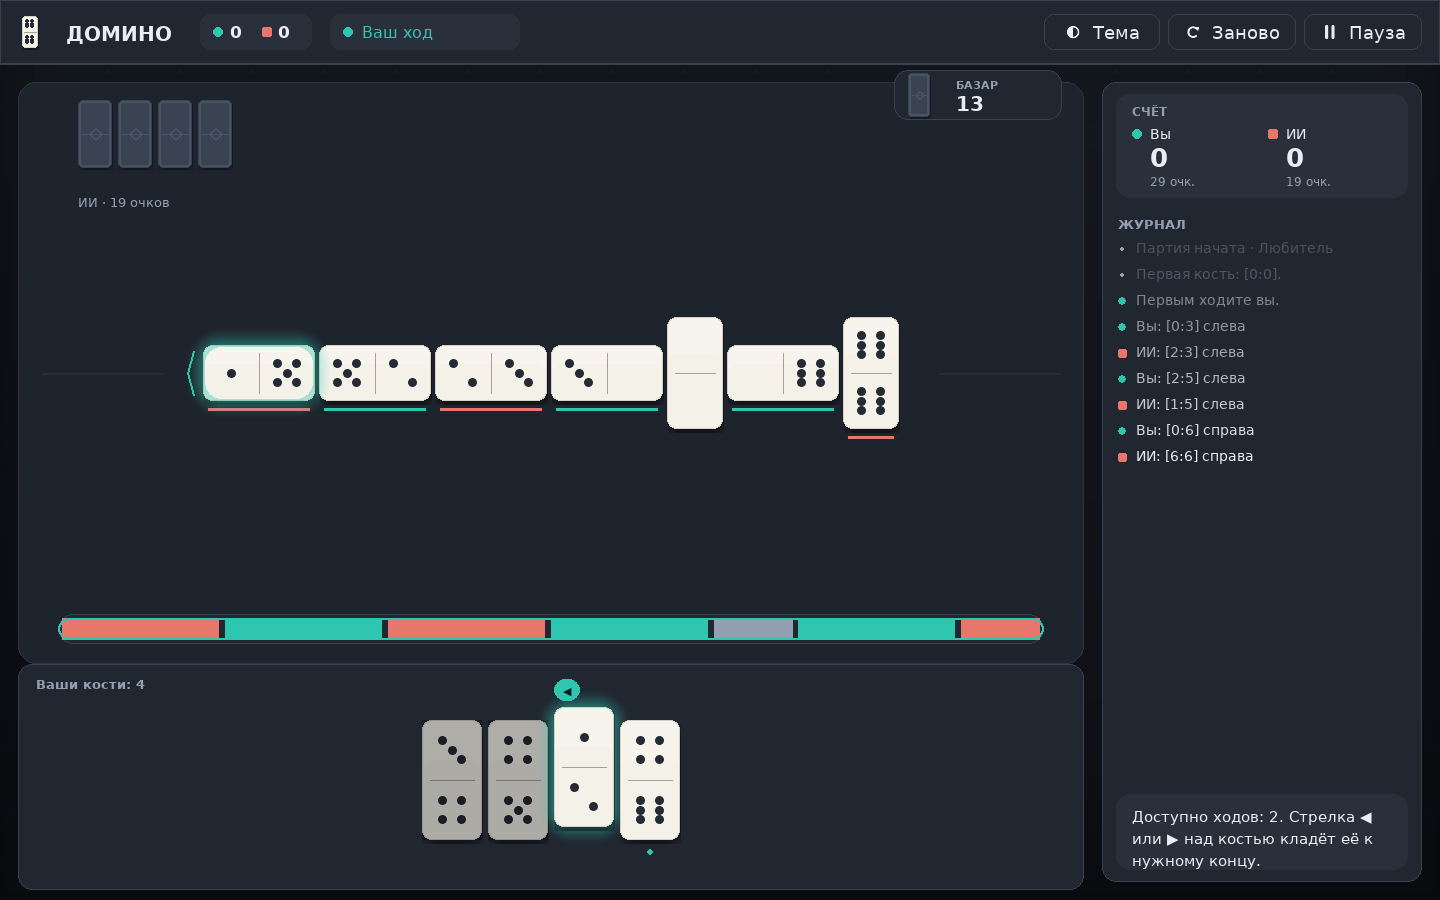 ДОМИНО
0 0
Ваш ход
Тема
Заново
Пауза
БАЗАР
13
ИИ · 19 очков
СЧЁТ
Вы ИИ
0 0
29 очк. 19 очк.
ЖУРНАЛ
Партия начата · Любитель
Первая кость: [0:0].
Первым ходите вы.
Вы: [0:3] слева
ИИ: [2:3] слева
Вы: [2:5] слева
ИИ: [1:5] слева
Вы: [0:6] справа
ИИ: [6:6] справа
Ваши кости: 4
Доступно ходов: 2. Стрелка ◀
или ▶ над костью кладёт её к
нужному концу.